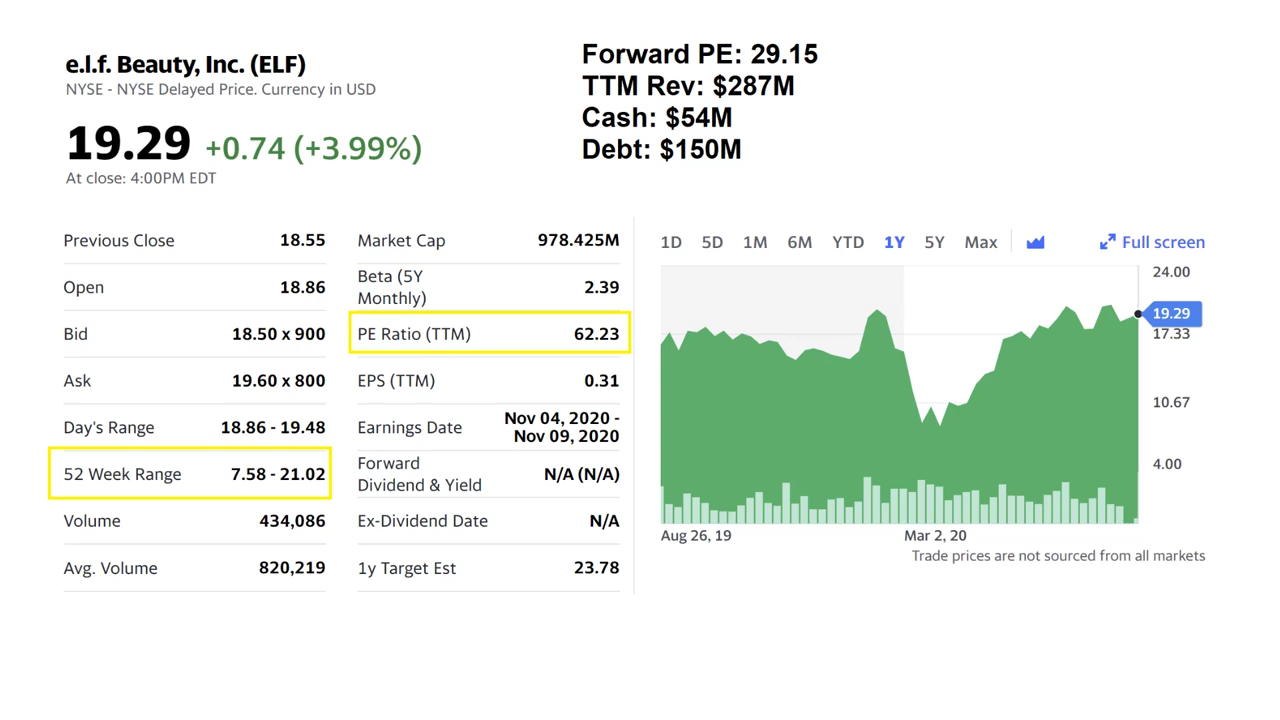 e.l.f. Beauty, Inc. (ELF)
NYSE - NYSE Delayed Price. Currency in USD
19.29 +0.74 (+3.99%)
At close: 4:00PM EDT
Forward PE: 29.15
TTM Rev: $287M
Cash: $54M
Debt: $150M
Previous Close 18.55
Open 18.86
Bid 18.50 x 900
Ask 19.60 x 800
Day's Range 18.86 - 19.48
52 Week Range 7.58 - 21.02
Volume 434,086
Avg. Volume 820,219
Market Cap 978.425M
Beta (5Y
Monthly) 2.39
PE Ratio (TTM) 62.23
EPS (TTM) 0.31
Earnings Date Nov 04, 2020 -
Nov 09, 2020
Forward
Dividend & Yield N/A (N/A)
Ex-Dividend Date N/A
1y Target Est 23.78
1D 5D 1M 6M YTD 1Y 5Y Max Full screen
24.00
19.29
17.33
10.67
4.00
Aug 26, 19 Mar 2, 20
Trade prices are not sourced from all markets